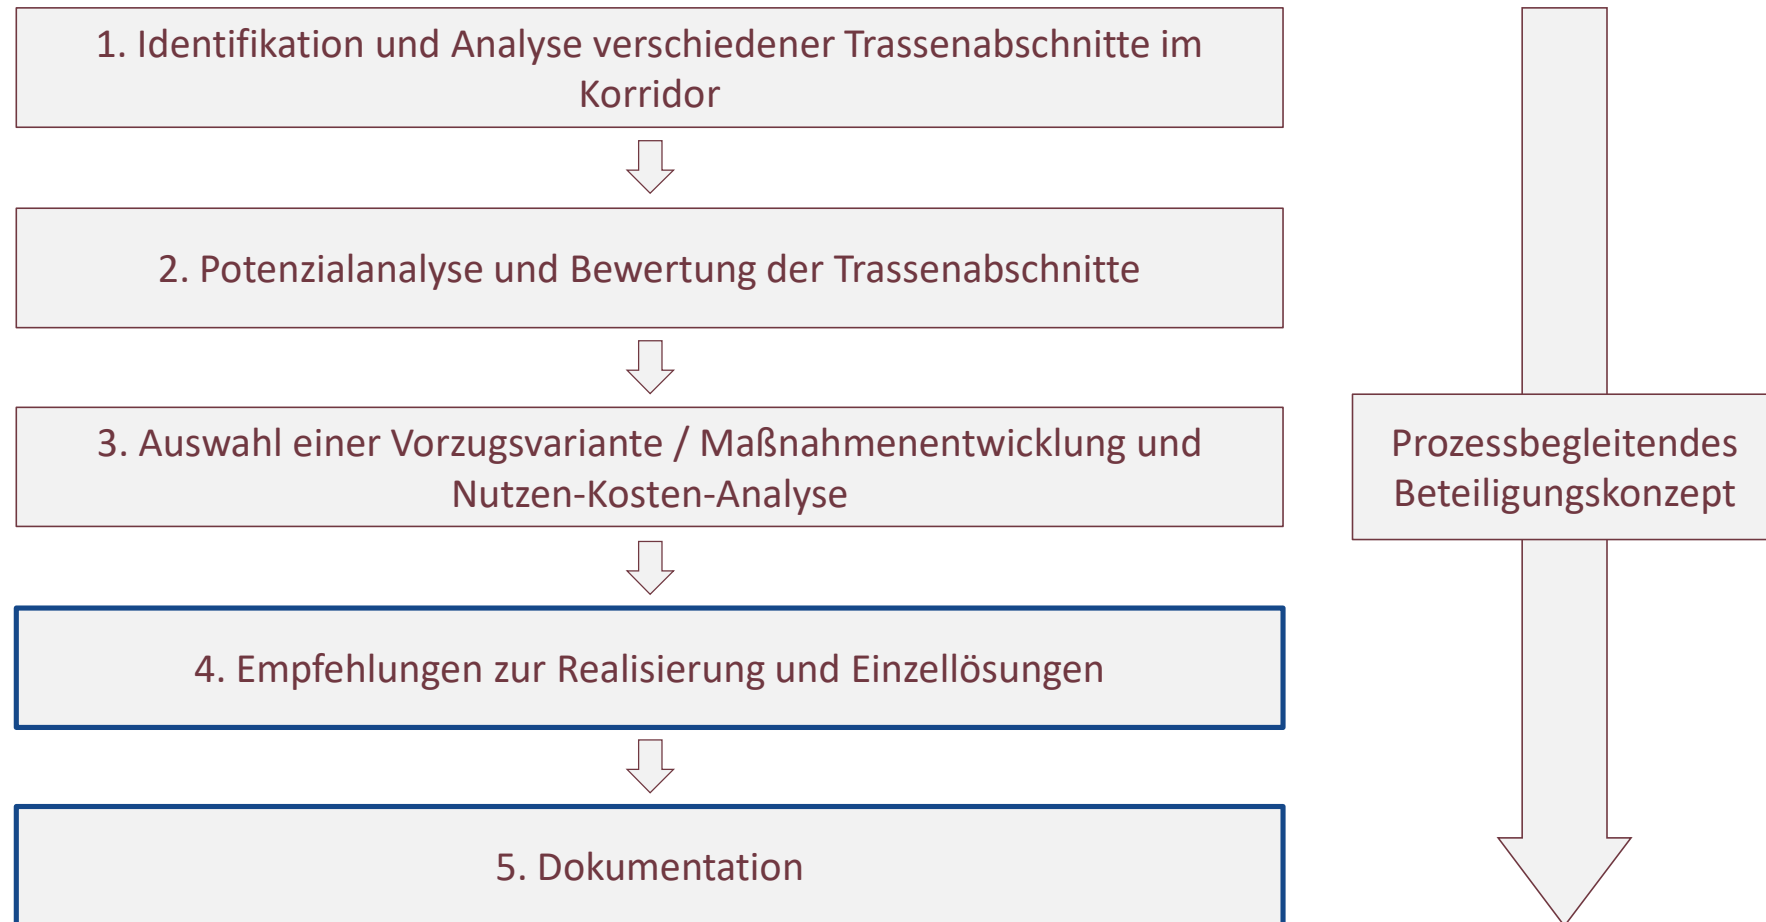 1. Identifikation und Analyse verschiedener Trassenabschnitte im
Korridor
2. Potenzialanalyse und Bewertung der Trassenabschnitte
3. Auswahl einer Vorzugsvariante / Maßnahmenentwicklung und
Nutzen-Kosten-Analyse
4. Empfehlungen zur Realisierung und Einzellösungen
5. Dokumentation
Prozessbegleitendes
Beteiligungskonzept